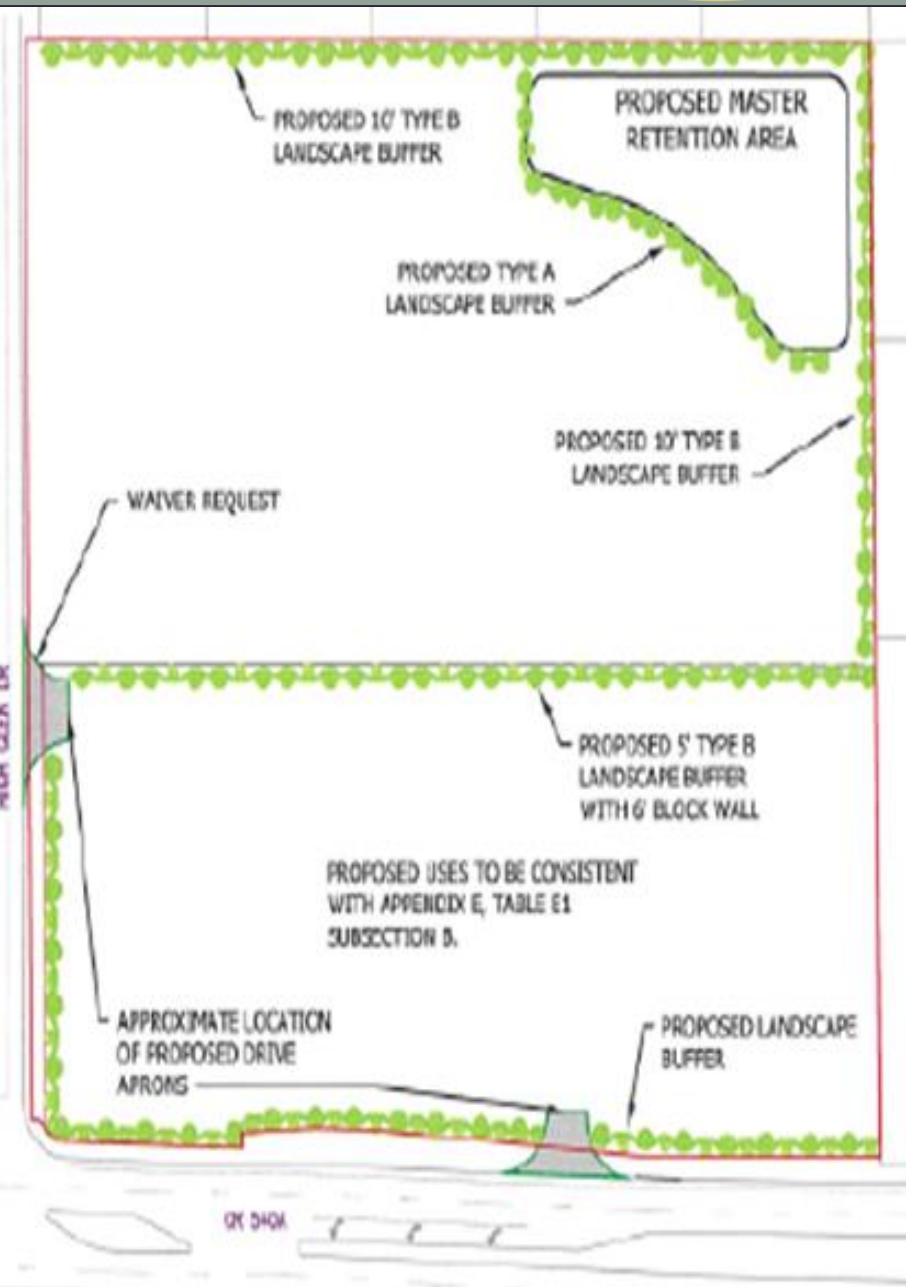 PROPOSED MASTER
RETENTION AREA
PROPOSED 10' TYPE B
LANDSCAPE BUFFER
PROPOSED TYPE A
LANDSCAPE BUFFER
PROPOSED 10' TYPE B
LANDSCAPE BUFFER
WAIVER REQUEST
PROPOSED 5' TYPE B
LANDSCAPE BUFFER
WITH 6' BLOCK WALL
PROPOSED USES TO BE CONSISTENT
WITH APPENDIX E, TABLE E1
SUBSECTION B.
APPROXIMATE LOCATION
OF PROPOSED DRIVE
APRONS
PROPOSED LANDSCAPE
BUFFER
540A